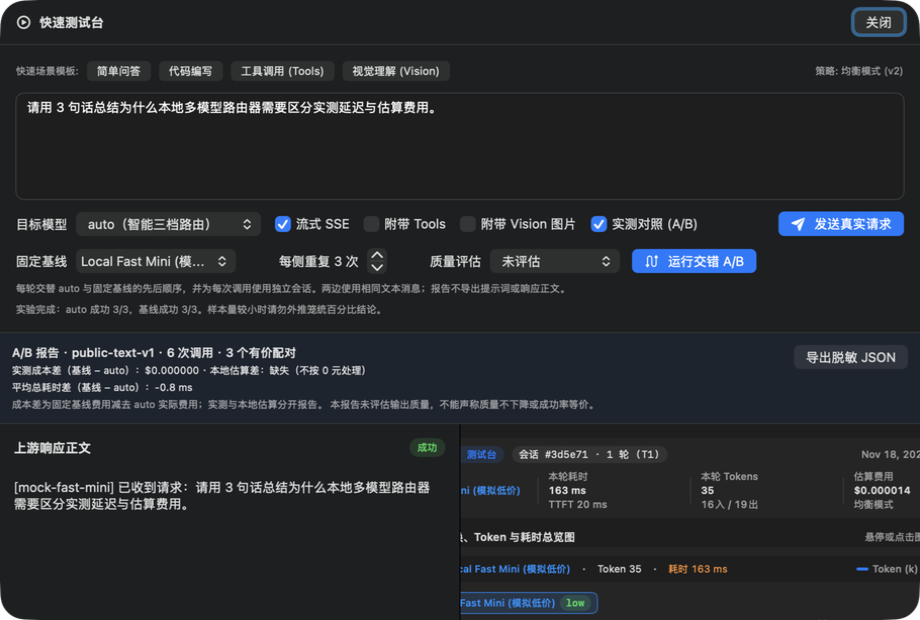 快速测试台
关闭
快速场景模板: 简单问答 代码编写 工具调用 (Tools) 视觉理解 (Vision) 策略: 均衡模式 (v2)
请用 3 句话总结为什么本地多模型路由器需要区分实测延迟与估算费用。
目标模型 auto（智能三档路由） 流式 SSE 附带 Tools 附带 Vision 图片 实测对照 (A/B) 发送真实请求
固定基线 Local Fast Mini (模... 每侧重复 3 次 质量评估 未评估 运行交错 A/B
每轮交替 auto 与固定基线的先后顺序，并为每次调用使用独立会话。两边使用相同文本消息；报告不导出提示词或响应正文。
实验完成：auto 成功 3/3，基线成功 3/3。样本量较小时请勿外推笼统百分比结论。
A/B 报告 · public-text-v1 · 6 次调用 · 3 个有价配对
导出脱敏 JSON
实测成本差（基线 − auto）: $0.000000 · 本地估算差: 缺失（不按 0 元处理）
平均总耗时差（基线 − auto）: -0.8 ms
成本差为固定基线费用减去 auto 实际费用；实测与本地估算分开报告。 本报告未评估输出质量，不能声称质量不下降或成功率等价。
上游响应正文 成功
[mock-fast-mini] 已收到请求：请用 3 句话总结为什么本地多模型路由器
需要区分实测延迟与估算费用。
测试台 会话 #3d5e71 · 1 轮 (T1) Nov 18, 202
ni (模拟低价)
本轮耗时
163 ms
TTFT 20 ms
本轮 Tokens
35
16入 / 19出
估算费用
$0.000014
均衡模式
、Token 与耗时总览图 悬停或点击
cal Fast Mini (模拟低价) · Token 35 · 耗时 163 ms Token (k)
Fast Mini (模拟低价) low